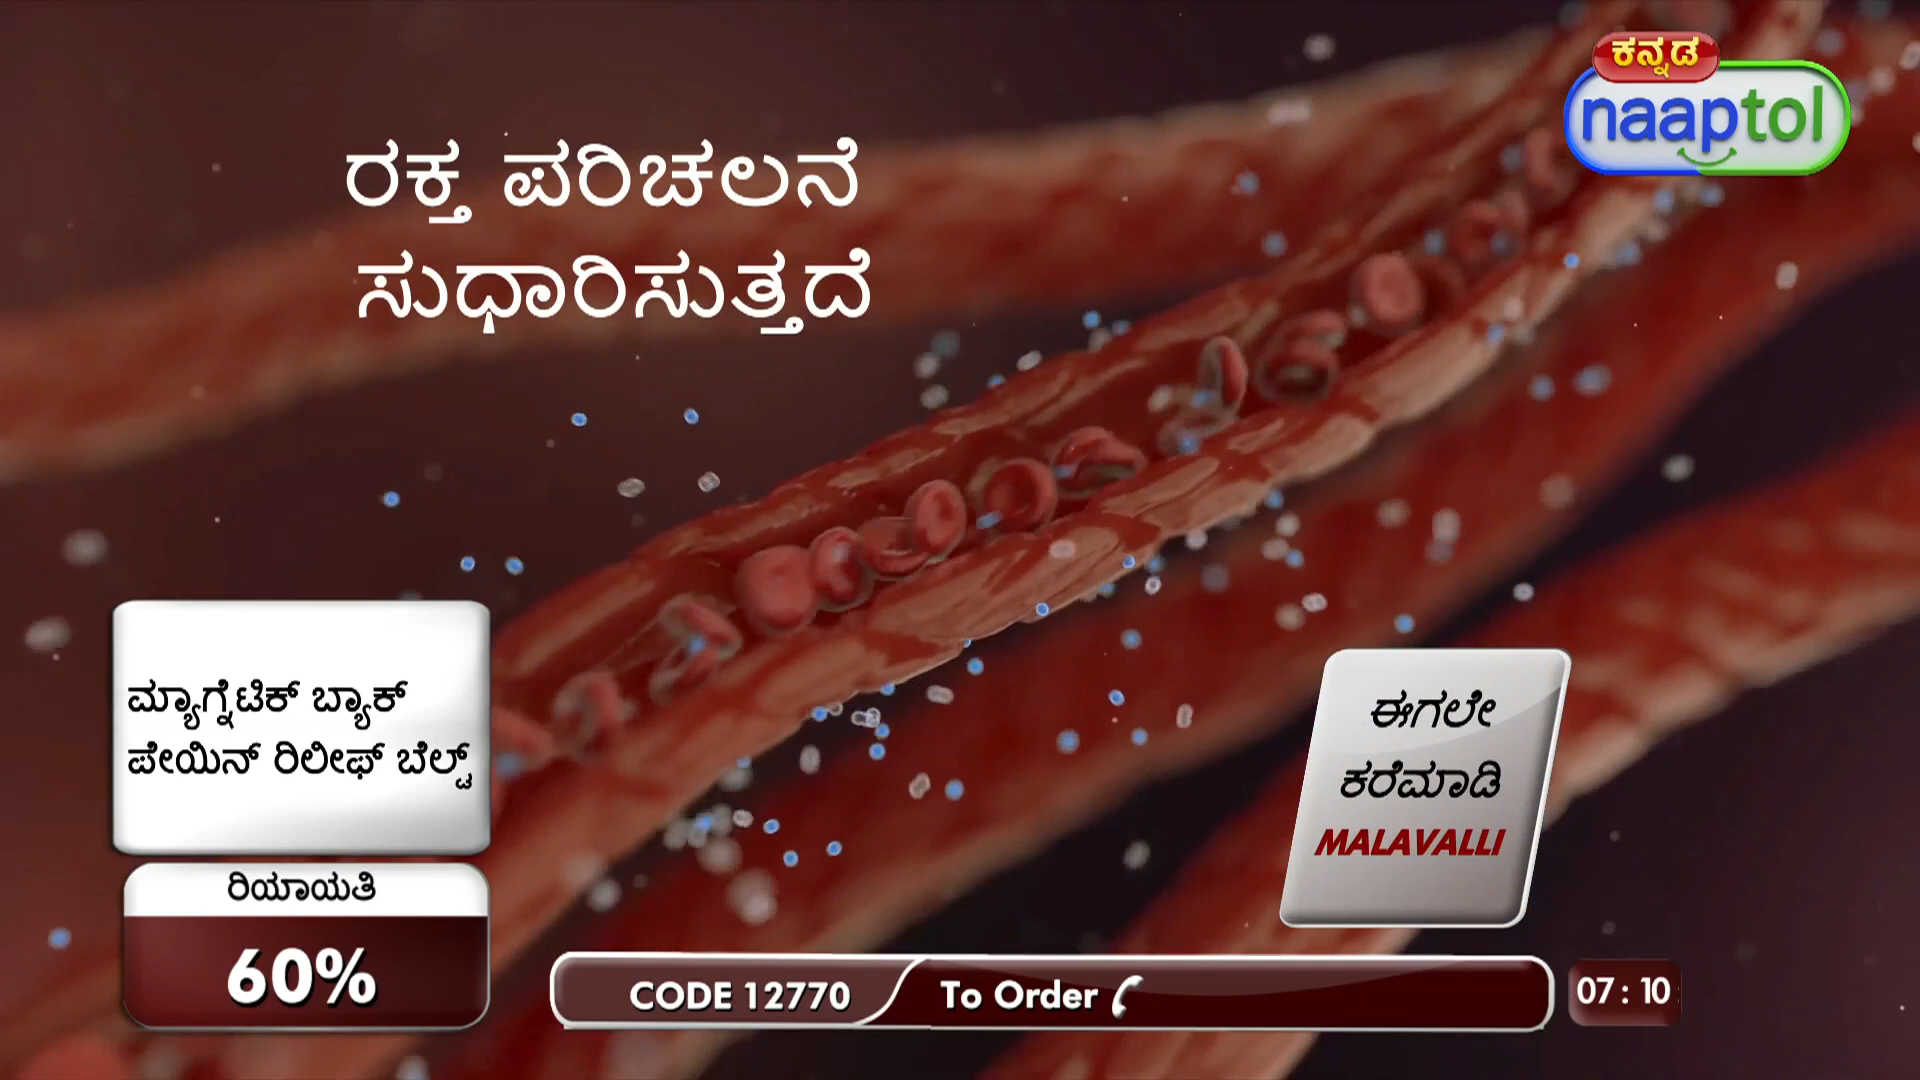 ಕನ್ನಡ
naaptol
ರಕ್ತ ಪರಿಚಲನೆ
ಸುಧಾರಿಸುತ್ತದೆ
ಮ್ಯಾಗ್ನೆಟಿಕ್ ಬ್ಯಾಕ್
ಪೇಯಿನ್ ರಿಲೀಫ್ ಬೆಲ್ಟ್
ರಿಯಾಯತಿ
60%
ಈಗಲೇ
ಕರೆಮಾಡಿ
MALAVALLI
CODE 12770 To Order
07: 10